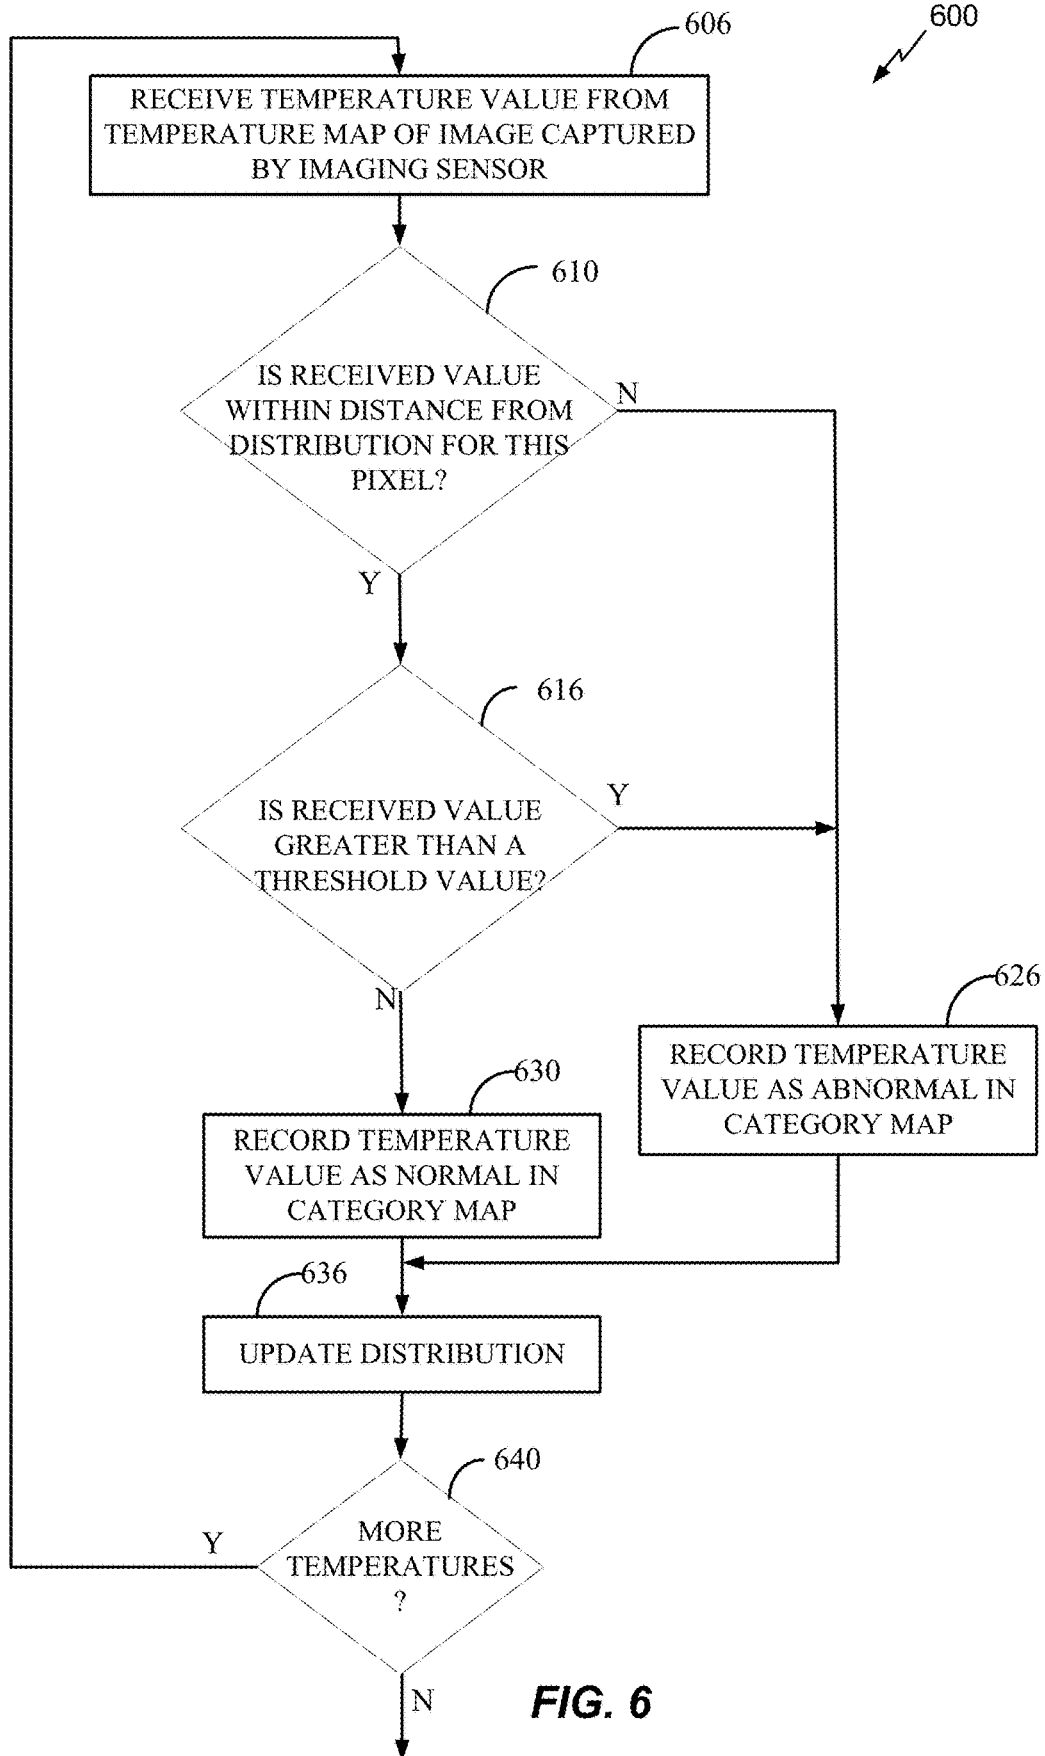 600
606
RECEIVE TEMPERATURE VALUE FROM
TEMPERATURE MAP OF IMAGE CAPTURED
BY IMAGING SENSOR
610
IS RECEIVED VALUE
WITHIN DISTANCE FROM
DISTRIBUTION FOR THIS
PIXEL?
N
Y
616
IS RECEIVED VALUE
GREATER THAN A
THRESHOLD VALUE?
Y
N
626
RECORD TEMPERATURE
VALUE AS ABNORMAL IN
CATEGORY MAP
630
RECORD TEMPERATURE
VALUE AS NORMAL IN
CATEGORY MAP
636
UPDATE DISTRIBUTION
640
MORE
TEMPERATURES
?
Y
N
FIG. 6